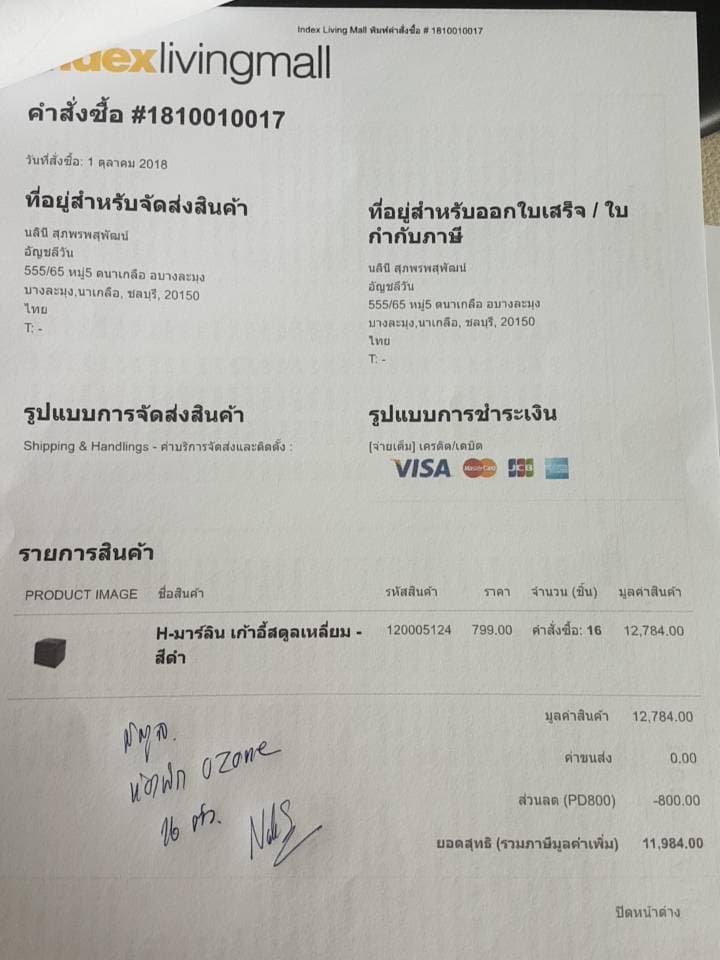 Index Living Mall พิมพ์คำสั่งซื้อ # 1810010017
indexlivingmall
คำสั่งซื้อ #1810010017
วันที่สั่งซื้อ: 1 ตุลาคม 2018
ที่อยู่สำหรับจัดส่งสินค้า
นลินี สุภพรพสุพัฒน์
อัญชลีวัน
555/65 หมู่5 ตนาเกลือ อบางละมุง
บางละมุง,นาเกลือ, ชลบุรี, 20150
ไทย
T: -
ที่อยู่สำหรับออกใบเสร็จ / ใบ
กำกับภาษี
นลินี สุภพรพสุพัฒน์
อัญชลีวัน
555/65 หมู่5 ตนาเกลือ อบางละมุง
บางละมุง,นาเกลือ, ชลบุรี, 20150
ไทย
T: -
รูปแบบการจัดส่งสินค้า
Shipping & Handlings - ค่าบริการจัดส่งและติดตั้ง :
รูปแบบการชำระเงิน
[จ่ายเต็ม] เครดิต/เดบิต
VISA MasterCard JCB
รายการสินค้า
PRODUCT IMAGE ชื่อสินค้า รหัสสินค้า ราคา จำนวน (ชิ้น) มูลค่าสินค้า
H-มาร์ลิน เก้าอี้สตูลเหลี่ยม - 120005124 799.00 คำสั่งซื้อ: 16 12,784.00
สีดำ
มูลค่าสินค้า 12,784.00
ค่าขนส่ง 0.00
ส่วนลด (PD800) -800.00
ยอดสุทธิ (รวมภาษีมูลค่าเพิ่ม) 11,984.00
ห้องพัก OZone
16 ตัว.
ปิดหน้าต่าง